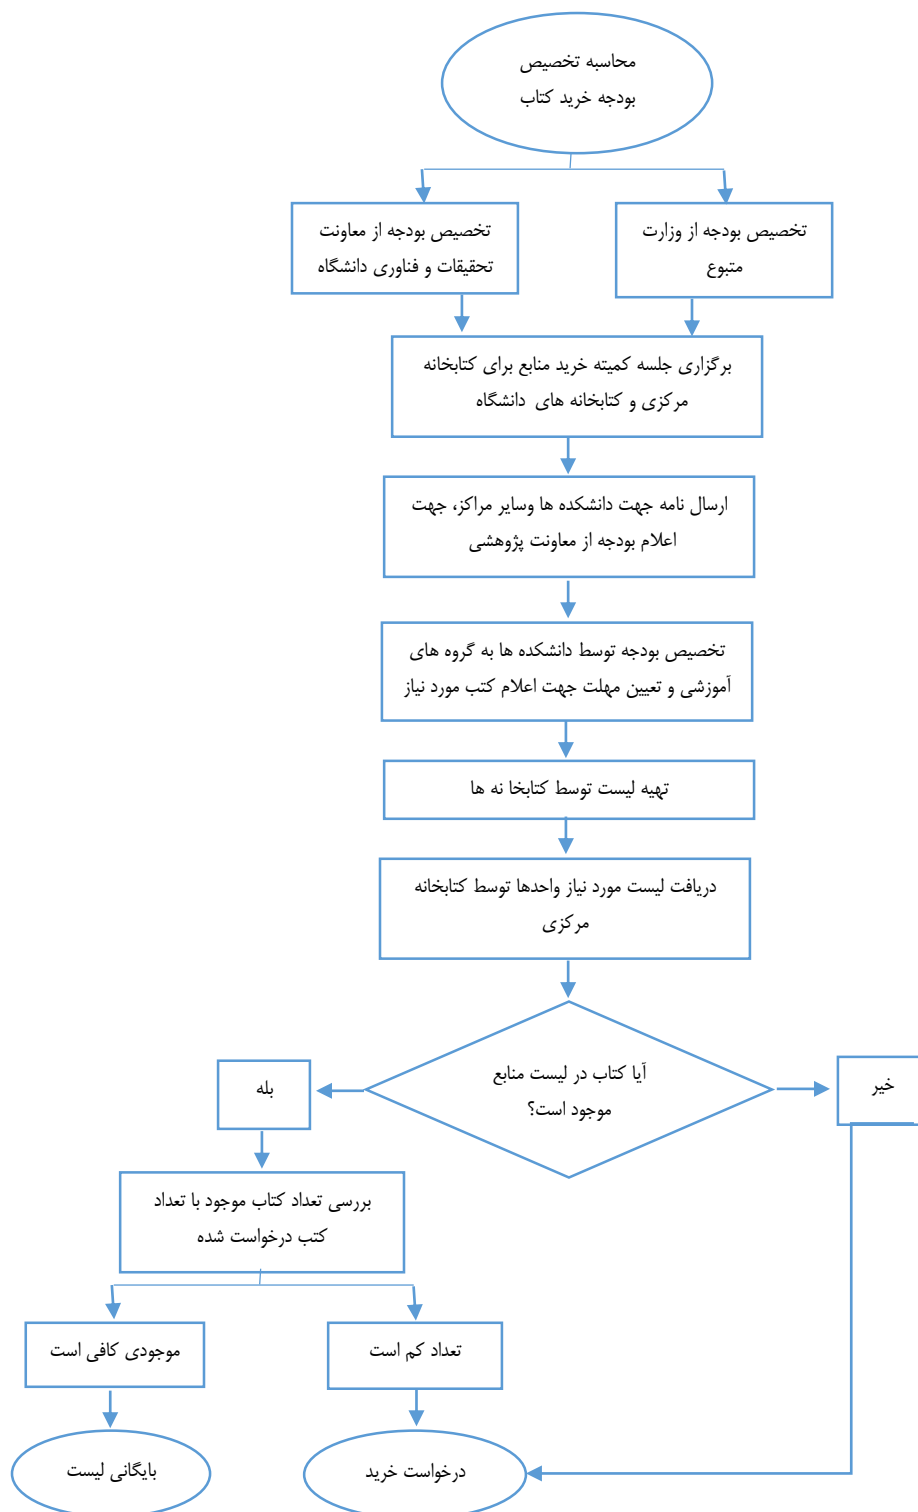 محاسبه تخصیص
بودجه خرید کتاب
تخصیص بودجه از وزارت
متبوع
تخصیص بودجه از معاونت
تحقیقات و فناوری دانشگاه
برگزاری جلسه کمیته خرید منابع برای کتابخانه
مرکزی و کتابخانه های دانشگاه
ارسال نامه جهت دانشکده ها وسایر مراکز، جهت
اعلام بودجه از معاونت پژوهشی
تخصیص بودجه توسط دانشکده ها به گروه های
آموزشی و تعیین مهلت جهت اعلام کتب مورد نیاز
تهیه لیست توسط کتابخا نه ها
دریافت لیست مورد نیاز واحدها توسط کتابخانه
مرکزی
آیا کتاب در لیست منابع
موجود است؟
خیر
بله
بررسی تعداد کتاب موجود با تعداد
کتب درخواست شده
تعداد کم است
موجودی کافی است
درخواست خرید
بایگانی لیست